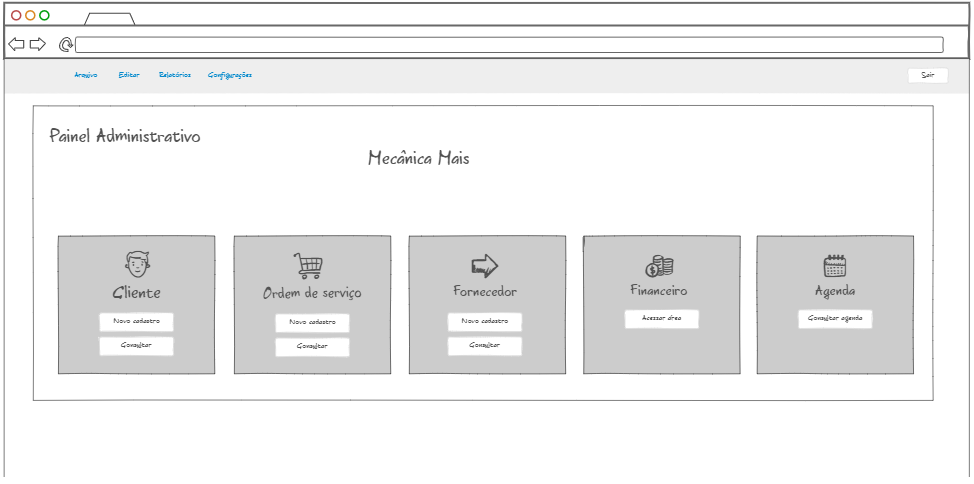 Arquivo Editar Relatórios Configurações Sair
Painel Administrativo
Mecânica Mais
Cliente
Novo cadastro
Consultar
Ordem de serviço
Novo cadastro
Consultar
Fornecedor
Novo cadastro
Consultar
Financeiro
Acessar área
Agenda
Consultar agenda